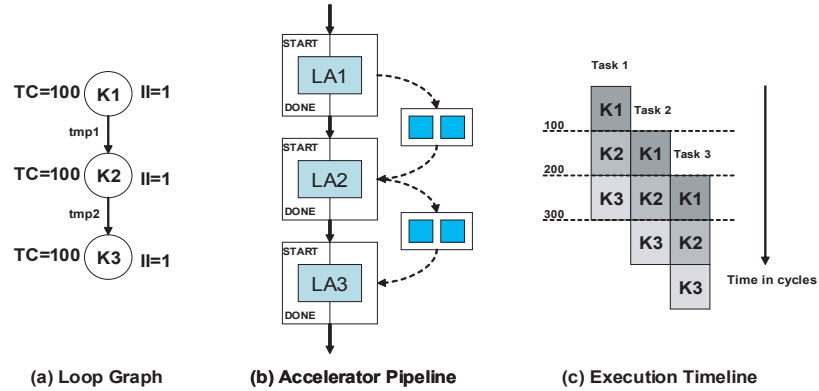 TC=100 K1 II=1
tmp1
TC=100 K2 II=1
tmp2
TC=100 K3 II=1
(a) Loop Graph
START
LA1
DONE
START
LA2
DONE
START
LA3
DONE
(b) Accelerator Pipeline
Task 1
K1 Task 2
100
K2 K1 Task 3
200
K3 K2 K1
300
K3 K2
K3
Time in cycles
(c) Execution Timeline